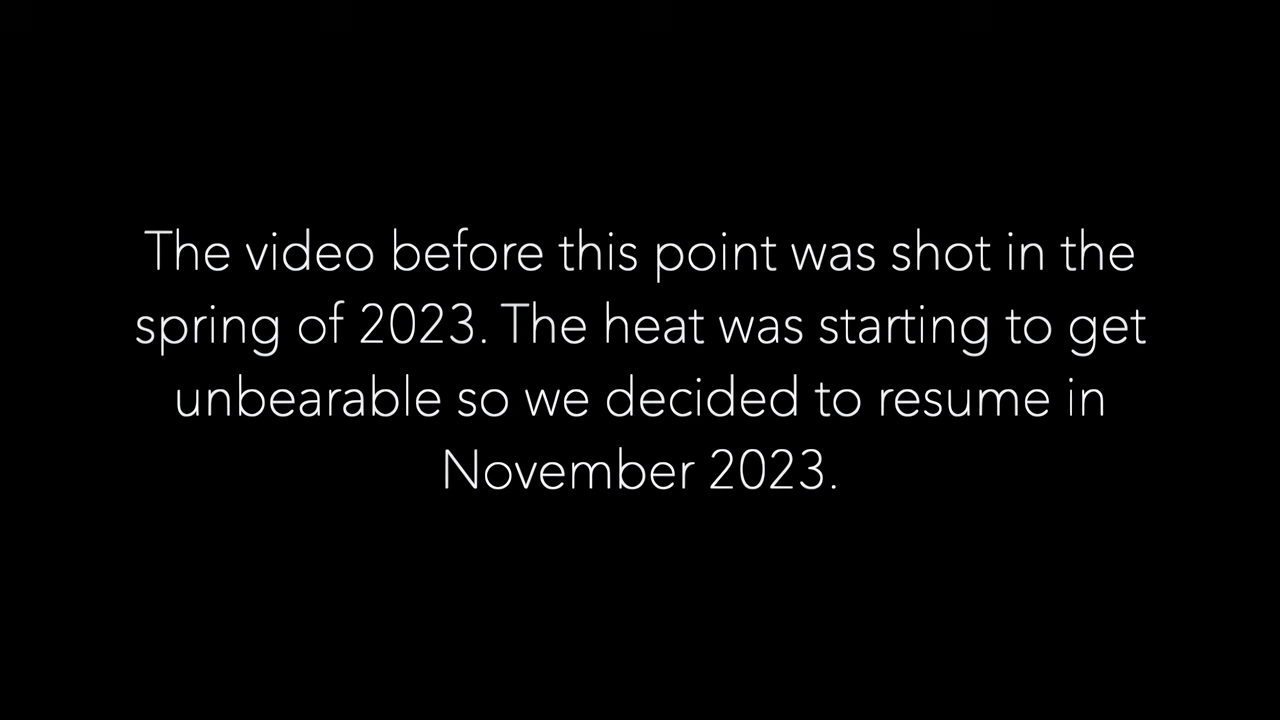 The video before this point was shot in the
spring of 2023. The heat was starting to get
unbearable so we decided to resume in
November 2023.